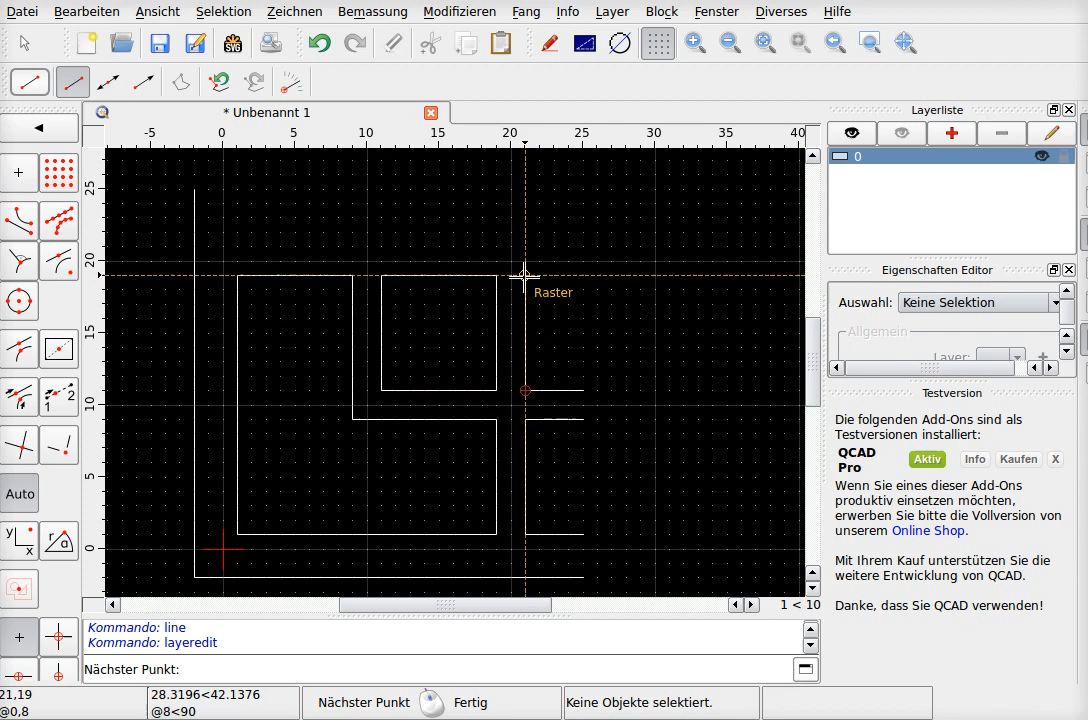 Datei Bearbeiten Ansicht Selektion Zeichnen Bemassung Modifizieren Fang Info Layer Block Fenster Diverses Hilfe
SVG
* Unbenannt 1
-5 0 5 10 15 20 25 30 35 40
25
20
15
10
5
0
Raster
1
2
Auto
y
x
r
a
Layerliste
0
Eigenschaften Editor
Auswahl: Keine Selektion
Allgemein
Layer:
Testversion
Die folgenden Add-Ons sind als
Testversionen installiert:
QCAD
Pro
Aktiv Info Kaufen X
Wenn Sie eines dieser Add-Ons
produktiv einsetzen möchten,
erwerben Sie bitte die Vollversion von
unserem Online Shop.
Mit Ihrem Kauf unterstützen Sie die
weitere Entwicklung von QCAD.
Danke, dass Sie QCAD verwenden!
1 < 10
Kommando: line
Kommando: layeredit
Nächster Punkt:
21,19
@0,8
28.3196<42.1376
@8<90
Nächster Punkt Fertig
Keine Objekte selektiert.